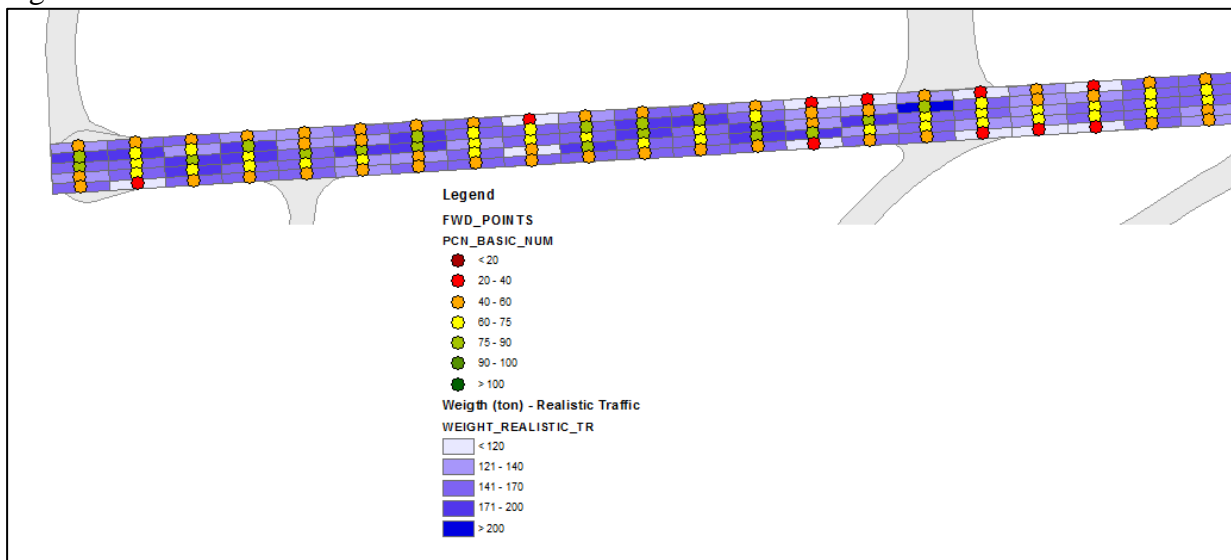 Legend
FWD_POINTS
PCN_BASIC_NUM
< 20
20 - 40
40 - 60
60 - 75
75 - 90
90 - 100
> 100
Weigth (ton) - Realistic Traffic
WEIGHT_REALISTIC_TR
< 120
121 - 140
141 - 170
171 - 200
> 200